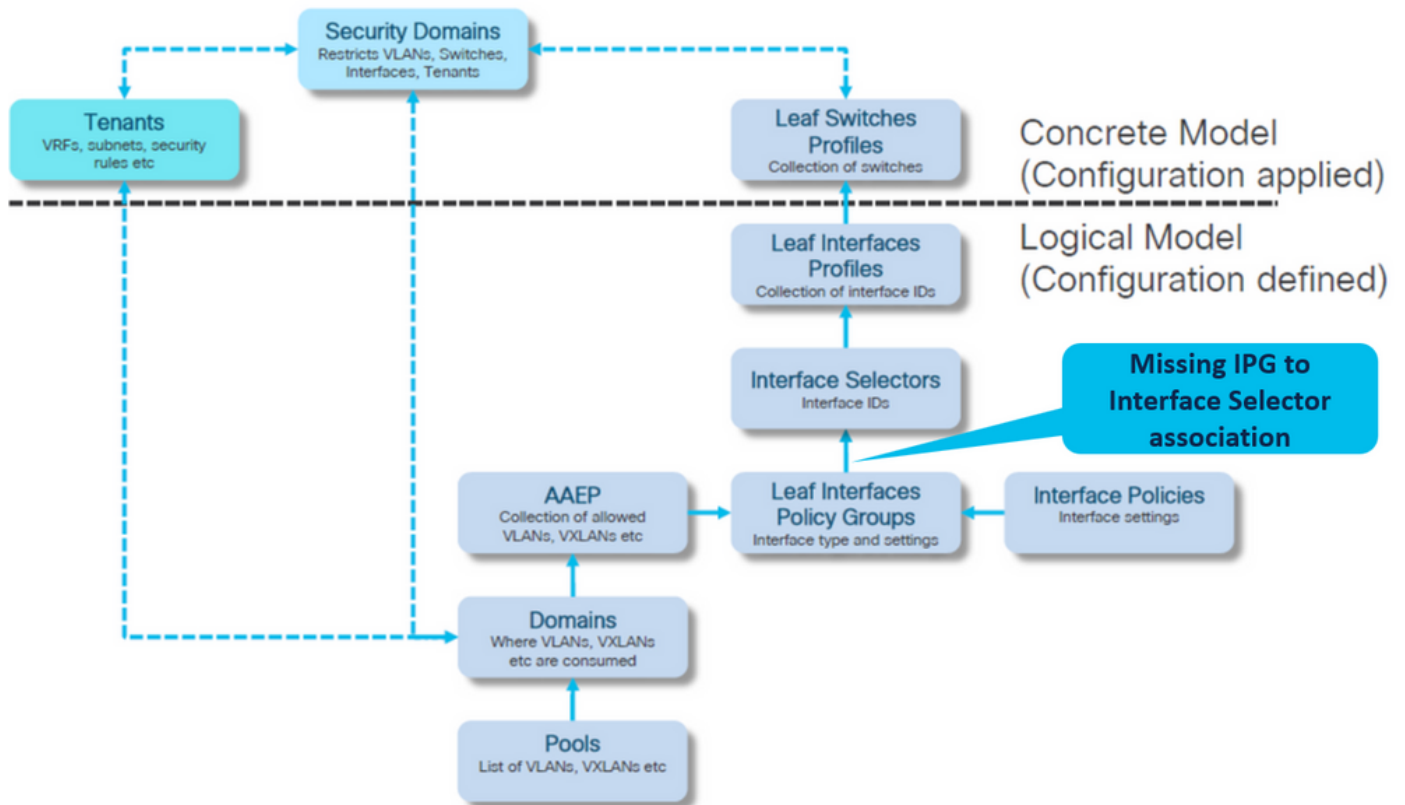 Security Domains
Restricts VLANs, Switches,
Interfaces, Tenants
Tenants
VRFs, subnets, security
rules etc
Leaf Switches
Profiles
Collection of switches
Concrete Model
(Configuration applied)
Leaf Interfaces
Profiles
Collection of interface IDs
Logical Model
(Configuration defined)
Interface Selectors
Interface IDs
Missing IPG to
Interface Selector
association
AAEP
Collection of allowed
VLANs, VXLANs etc
Leaf Interfaces
Policy Groups
Interface type and settings
Interface Policies
Interface settings
Domains
Where VLANs, VXLANs
etc are consumed
Pools
List of VLANs, VXLANs etc